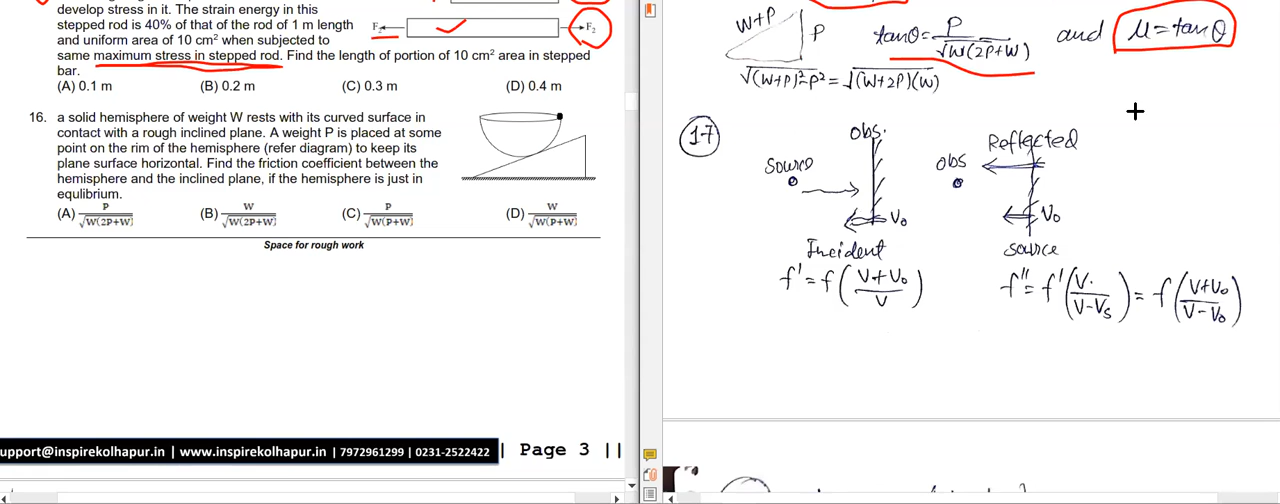 develop stress in it. The strain energy in this
stepped rod is 40% of that of the rod of 1 m length
and uniform area of 10 cm² when subjected to
same maximum stress in stepped rod. Find the length of portion of 10 cm² area in stepped
bar.
(A) 0.1 m (B) 0.2 m (C) 0.3 m (D) 0.4 m
F₂
16. a solid hemisphere of weight W rests with its curved surface in
contact with a rough inclined plane. A weight P is placed at some
point on the rim of the hemisphere (refer diagram) to keep its
plane surface horizontal. Find the friction coefficient between the
hemisphere and the inclined plane, if the hemisphere is just in
equlibrium.
(A) P/√W(2P+W) (B) W/√W(2P+W) (C) P/√W(P+W) (D) W/√W(P+W)
Space for rough work
upport@inspirekolhapur.in | www.inspirekolhapur.in | 7972961299 | 0231-2522422 | Page 3 ||
W+P
P
tanθ = P/√W(2P+W) and μ = tanθ
√(W+P)²-P² = √(W+2P)(W)
17
Obs.
Source
V₀
Incident
f' = f(V+V₀/V)
Reflected
Obs
V₀
Source
f'' = f'(V/V-Vₛ) = f(V+V₀/V-V₀)